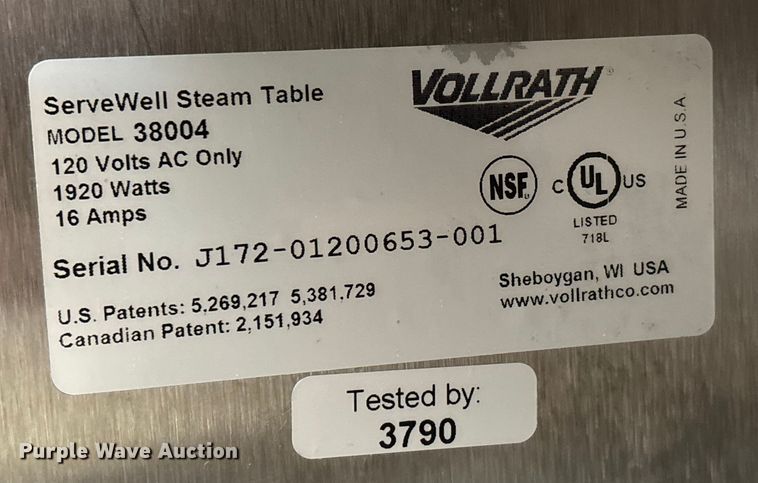 ServeWell Steam Table
MODEL 38004
120 Volts AC Only
1920 Watts
16 Amps
Serial No. J172-01200653-001
U.S. Patents: 5,269,217 5,381,729
Canadian Patent: 2,151,934
VOLLRATH®
NSF®
C UL® US
LISTED
718L
MADE IN U.S.A.
Sheboygan, WI USA
www.vollrathco.com
Tested by:
3790
Purple Wave Auction